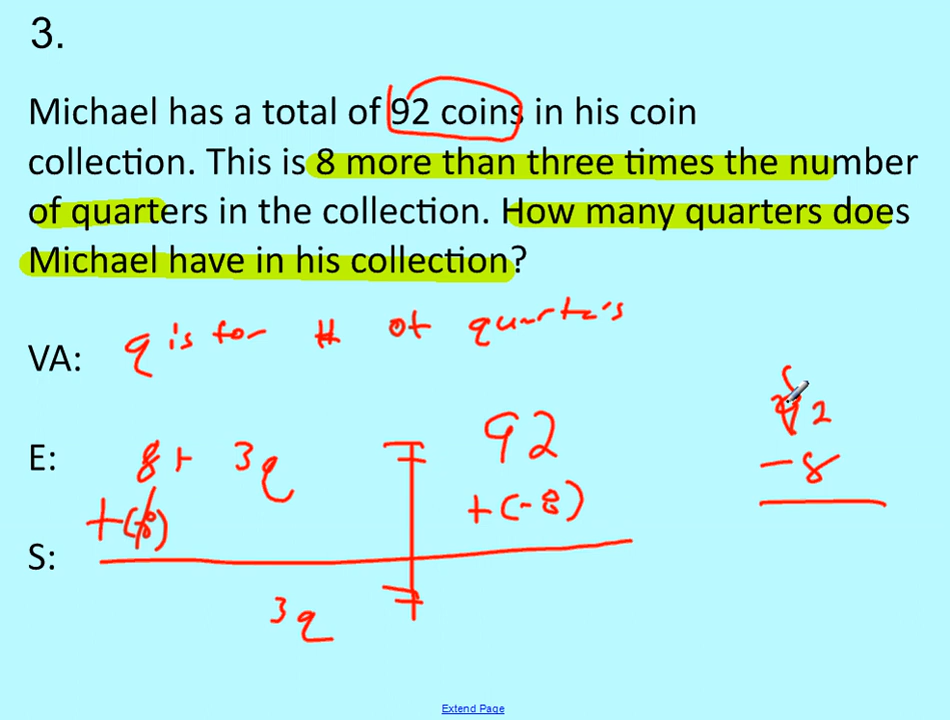 3.
Michael has a total of 92 coins in his coin
collection. This is 8 more than three times the number
of quarters in the collection. How many quarters does
Michael have in his collection?
VA: q is for # of quarters
E: 8 + 3q = 92
+(-8) +(-8)
S:
3q =
92
-8
Extend Page